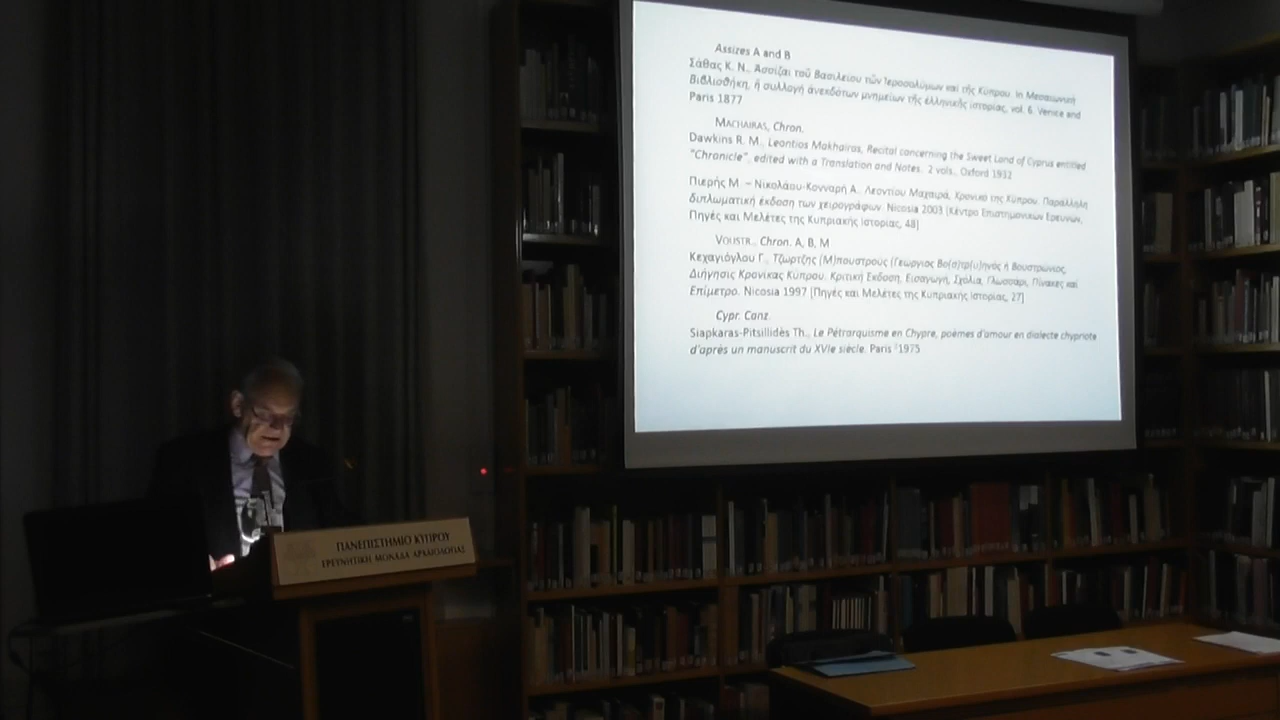 Assizes A and B
Σάθας Κ. Ν., Ἀσσίζαι τοῦ Βασιλείου τῶν Ἱεροσολύμων καὶ τῆς Κύπρου. In Μεσαιωνικὴ
Βιβλιοθήκη, ἢ συλλογὴ ἀνεκδότων μνημείων τῆς ἑλληνικῆς ἱστορίας, vol. 6. Venice and
Paris 1877
MACHAIRAS, Chron.
Dawkins R. M., Leontios Makhairas, Recital concerning the Sweet Land of Cyprus entitled
"Chronicle", edited with a Translation and Notes. 2 vols., Oxford 1932
Πιερής Μ. – Νικολάου-Κονναρή Α., Λεοντίου Μαχαιρά, Χρονικό της Κύπρου. Παράλληλη
διπλωματική έκδοση των χειρογράφων. Nicosia 2003 [Κέντρο Επιστημονικών Ερευνών,
Πηγές και Μελέτες της Κυπριακής Ιστορίας, 48]
VOUSTR., Chron. A, B, M
Κεχαγιόγλου Γ., Τζωρτζής (Μ)πουστρούς (Γεώργιος Βο(σ)τρ(υ)ηνός ή Βουστρώνιος,
Διήγησις Κρονίκας Κύπρου. Κριτική Έκδοση, Εισαγωγή, Σχόλια, Γλωσσάρι, Πίνακες και
Επίμετρο. Nicosia 1997 [Πηγές και Μελέτες της Κυπριακής Ιστορίας, 27]
Cypr. Canz.
Siapkaras-Pitsillidès Th., Le Pétrarquisme en Chypre, poèmes d'amour en dialecte chypriote
d'après un manuscrit du XVIe siècle. Paris ²1975
ΠΑΝΕΠΙΣΤΗΜΙΟ ΚΥΠΡΟΥ
ΕΡΕΥΝΗΤΙΚΗ ΜΟΝΑΔΑ ΑΡΧΑΙΟΛΟΓΙΑΣ